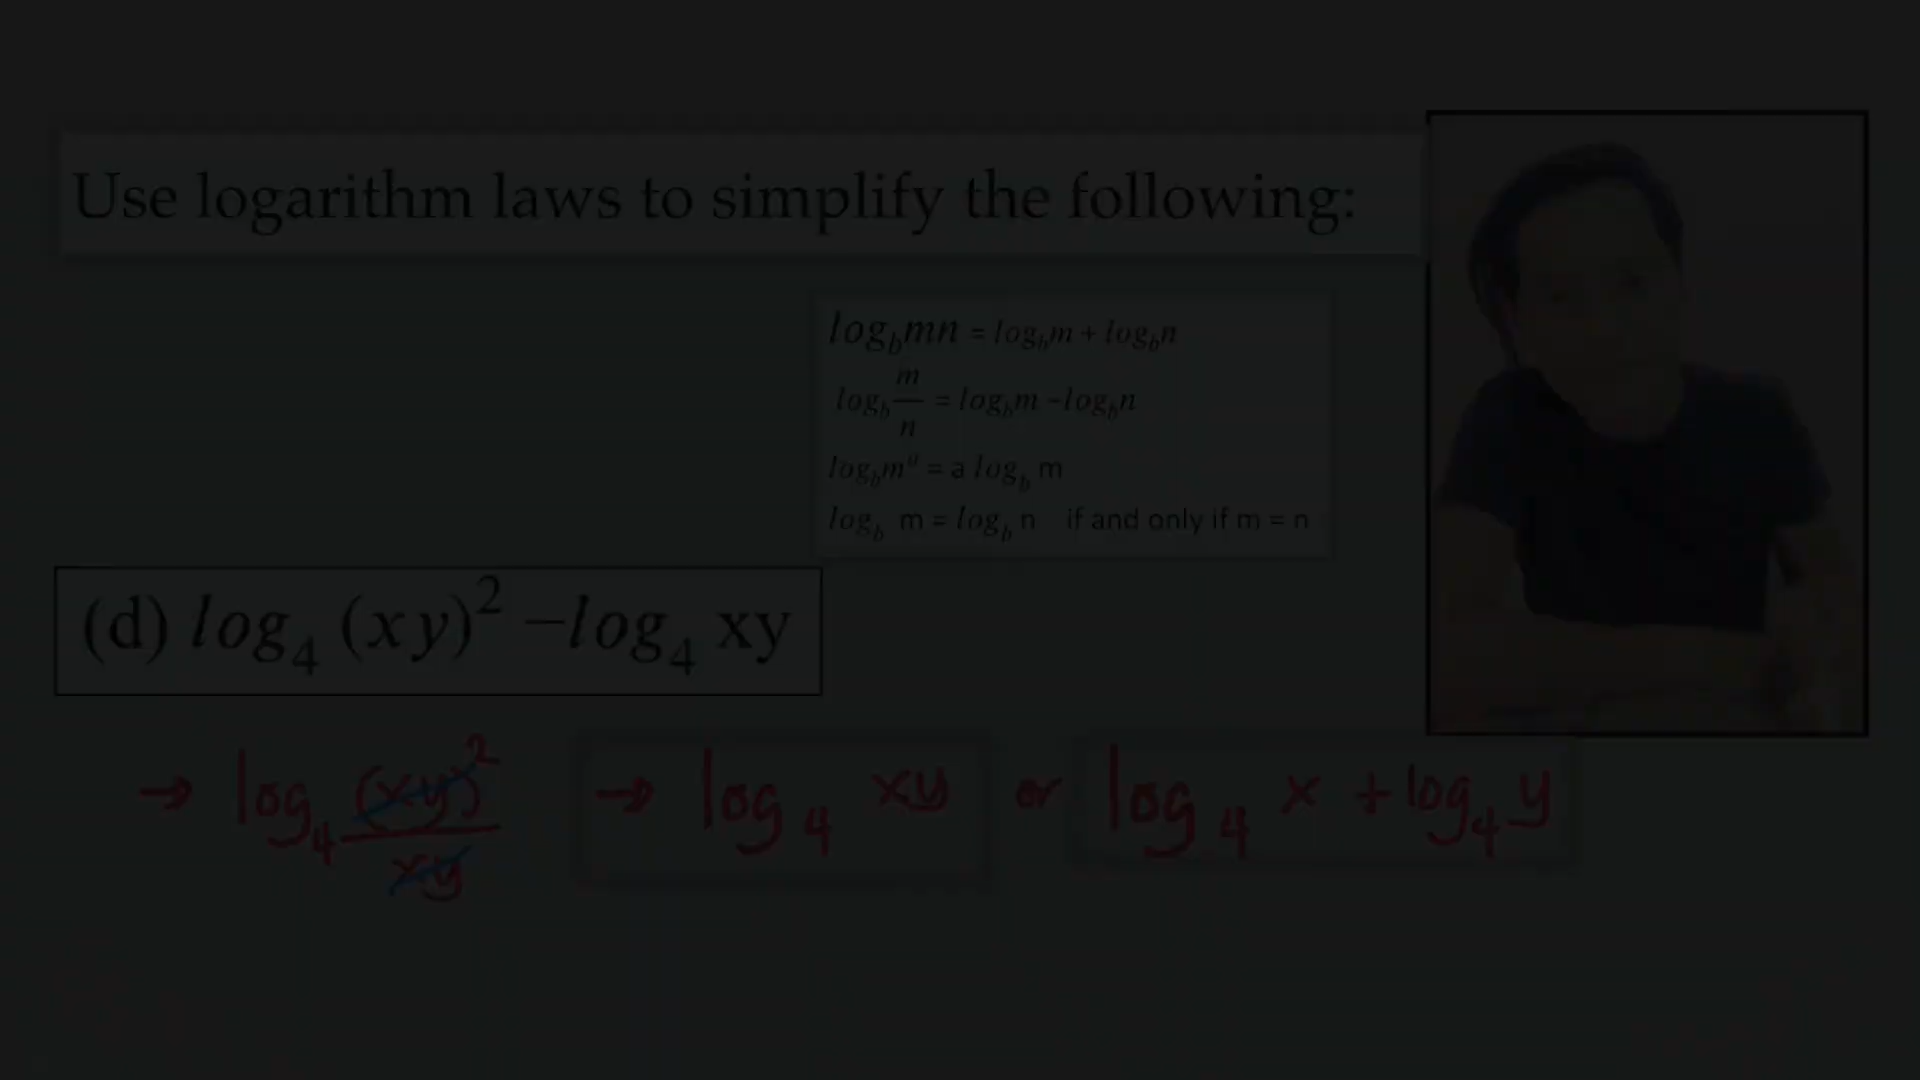 Use logarithm laws to simplify the following:
log_b mn = log_b m + log_b n
log_b m/n = log_b m – log_b n
log_b m^a = a log_b m
log_b m = log_b n if and only if m = n
(d) log_4 (xy)^2 – log_4 xy
→ log_4 (xy)^2/xy → log_4 xy or log_4 x + log_4 y